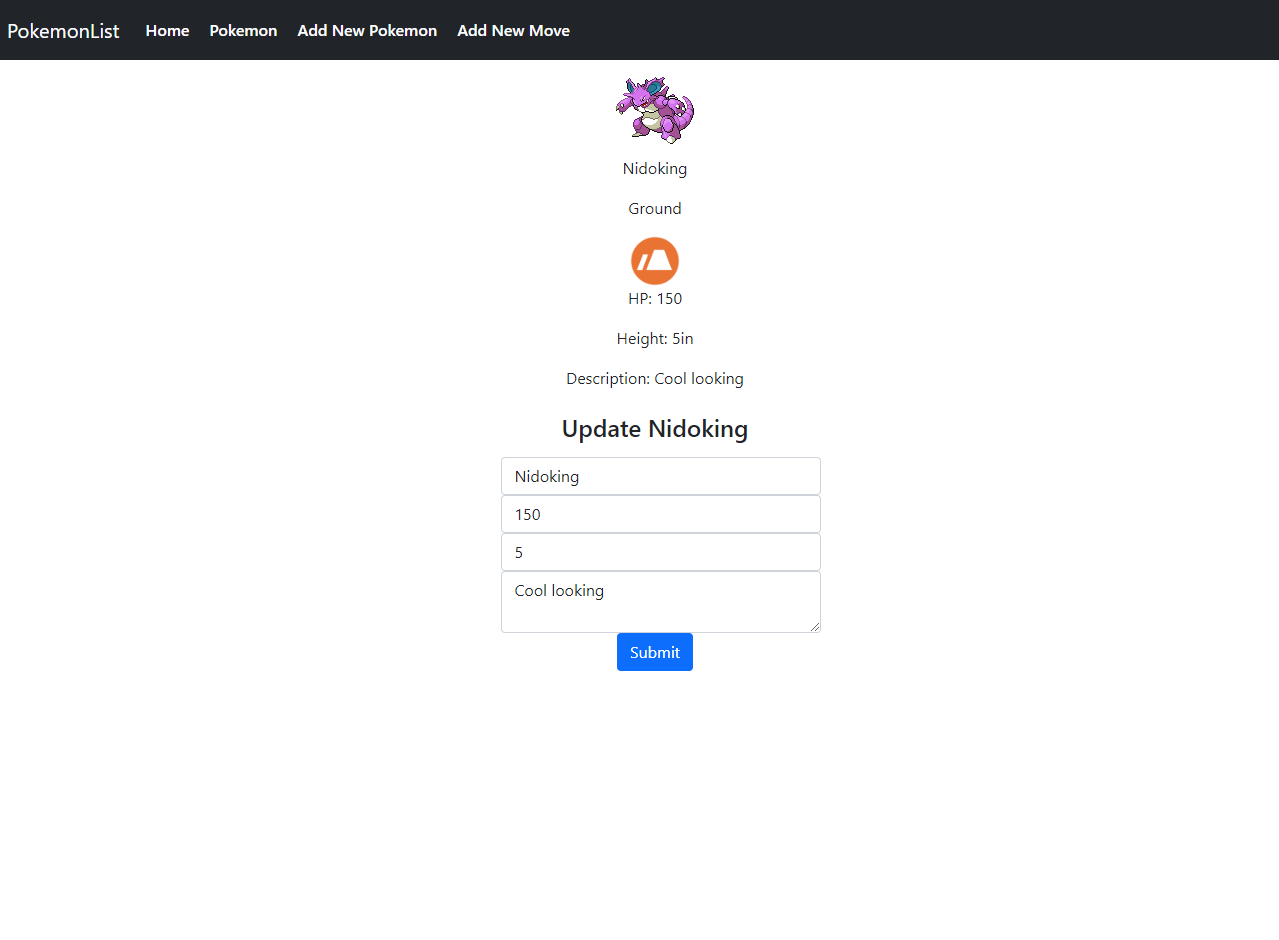 PokemonList Home Pokemon Add New Pokemon Add New Move
Nidoking
Ground
HP: 150
Height: 5in
Description: Cool looking
Update Nidoking
Nidoking
150
5
Cool looking
Submit